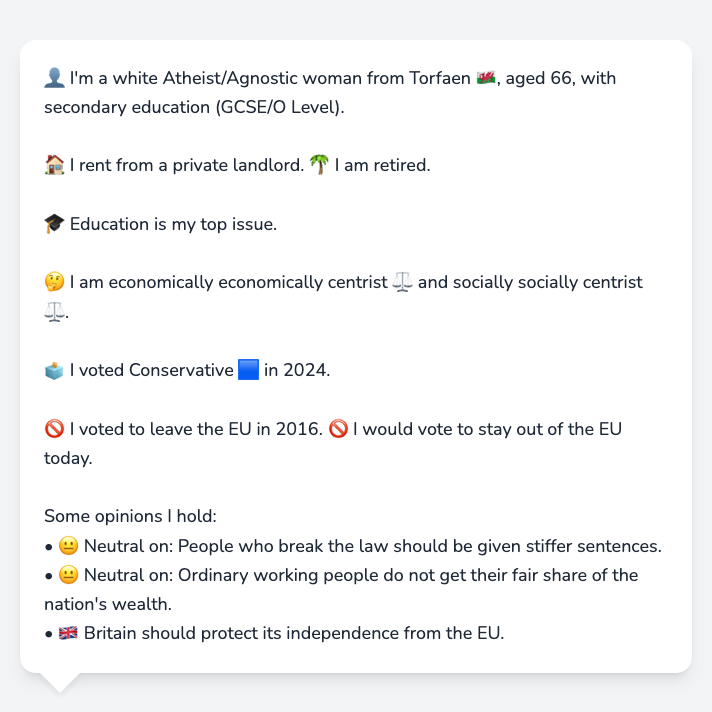 👤 I'm a white Atheist/Agnostic woman from Torfaen 🏴󠁧󠁢󠁷󠁬󠁳󠁿, aged 66, with
secondary education (GCSE/O Level).
🏠 I rent from a private landlord. 🌴 I am retired.
🎓 Education is my top issue.
🤔 I am economically economically centrist ⚖️ and socially socially centrist
⚖️.
🗳️ I voted Conservative 🟦 in 2024.
🚫 I voted to leave the EU in 2016. 🚫 I would vote to stay out of the EU
today.
Some opinions I hold:
• 😐 Neutral on: People who break the law should be given stiffer sentences.
• 😐 Neutral on: Ordinary working people do not get their fair share of the
nation's wealth.
• 🇬🇧 Britain should protect its independence from the EU.